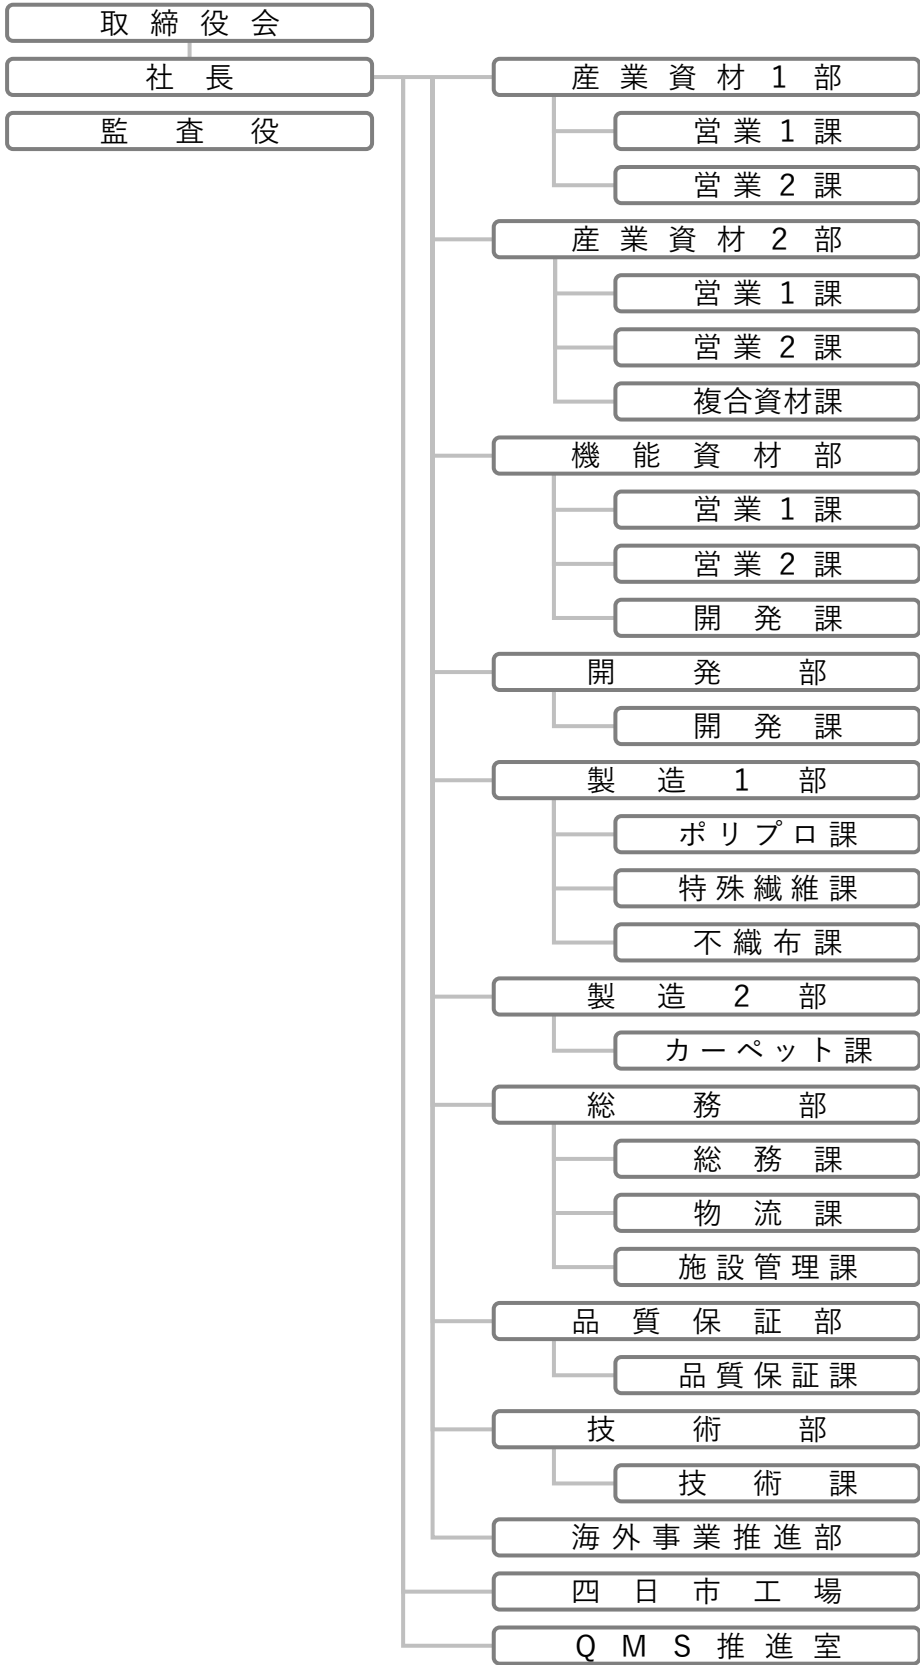 取締役会
社長
監査役
産業資材1部
営業1課
営業2課
産業資材2部
営業1課
営業2課
複合資材課
機能資材部
営業1課
営業2課
開発課
開発部
開発課
製造1部
ポリプロ課
特殊繊維課
不織布課
製造2部
カーペット課
総務部
総務課
物流課
施設管理課
品質保証部
品質保証課
技術部
技術課
海外事業推進部
四日市工場
QMS推進室